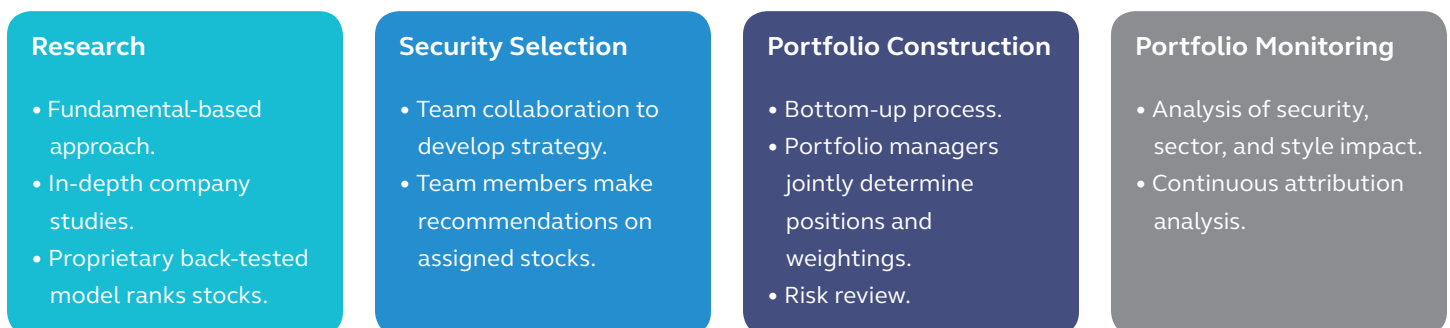 Research
• Fundamental-based
approach.
• In-depth company
studies.
• Proprietary back-tested
model ranks stocks.
Security Selection
• Team collaboration to
develop strategy.
• Team members make
recommendations on
assigned stocks.
Portfolio Construction
• Bottom-up process.
• Portfolio managers
jointly determine
positions and
weightings.
• Risk review.
Portfolio Monitoring
• Analysis of security,
sector, and style impact.
• Continuous attribution
analysis.